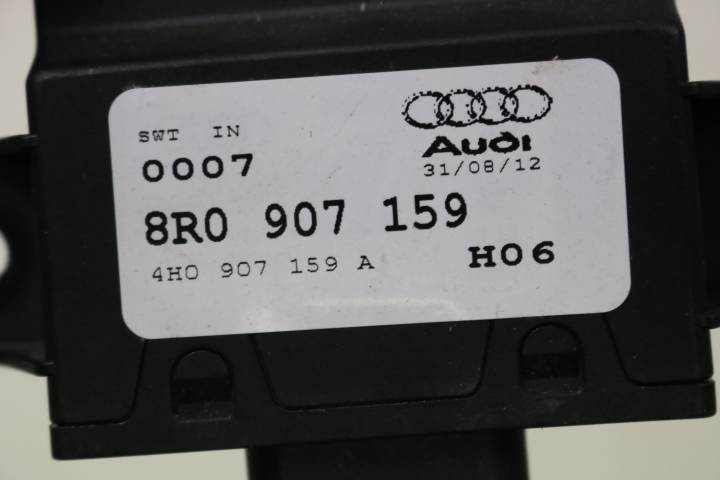 SWT IN
0007
Audi
31/08/12
8R0 907 159
4H0 907 159 A
H06